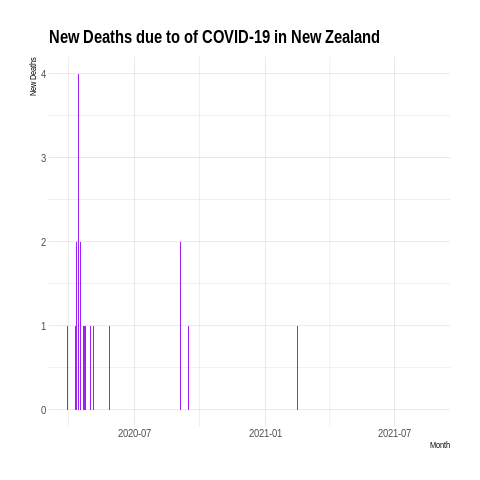 New Deaths due to of COVID-19 in New Zealand
New Deaths
4
3
2
1
0
2020-07
2021-01
2021-07
Month